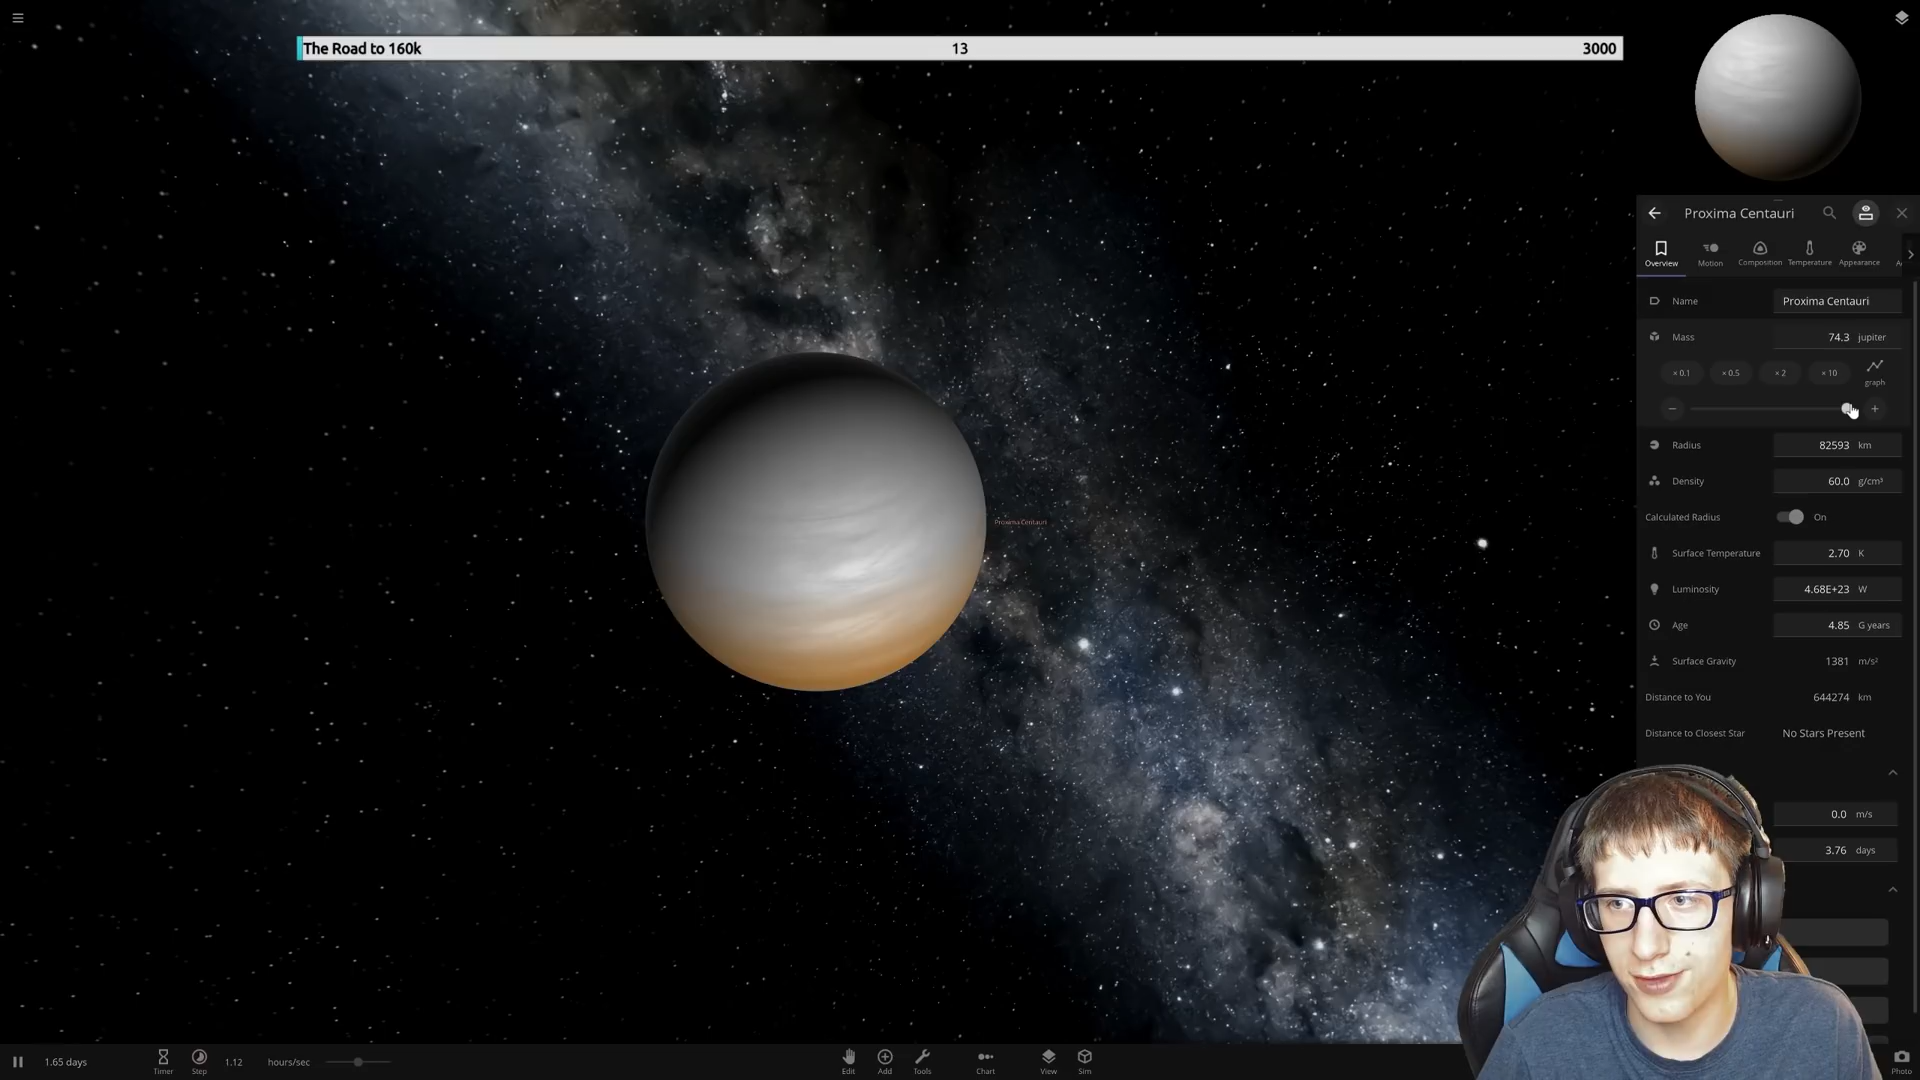 The Road to 160k 13 3000
Proxima Centauri
Overview Motion Composition Temperature Appearance
Name Proxima Centauri
Mass 74.3 jupiter
× 0.1 × 0.5 × 2 × 10 graph
Radius 82593 km
Density 60.0 g/cm³
Calculated Radius On
Surface Temperature 2.70 K
Luminosity 4.68E+23 W
Age 4.85 G years
Surface Gravity 1381 m/s²
Distance to You 644274 km
Distance to Closest Star No Stars Present
0.0 m/s
3.76 days
Proxima Centauri
1.65 days Timer Step 1.12 hours/sec Edit Add Tools Chart View Sim Photo